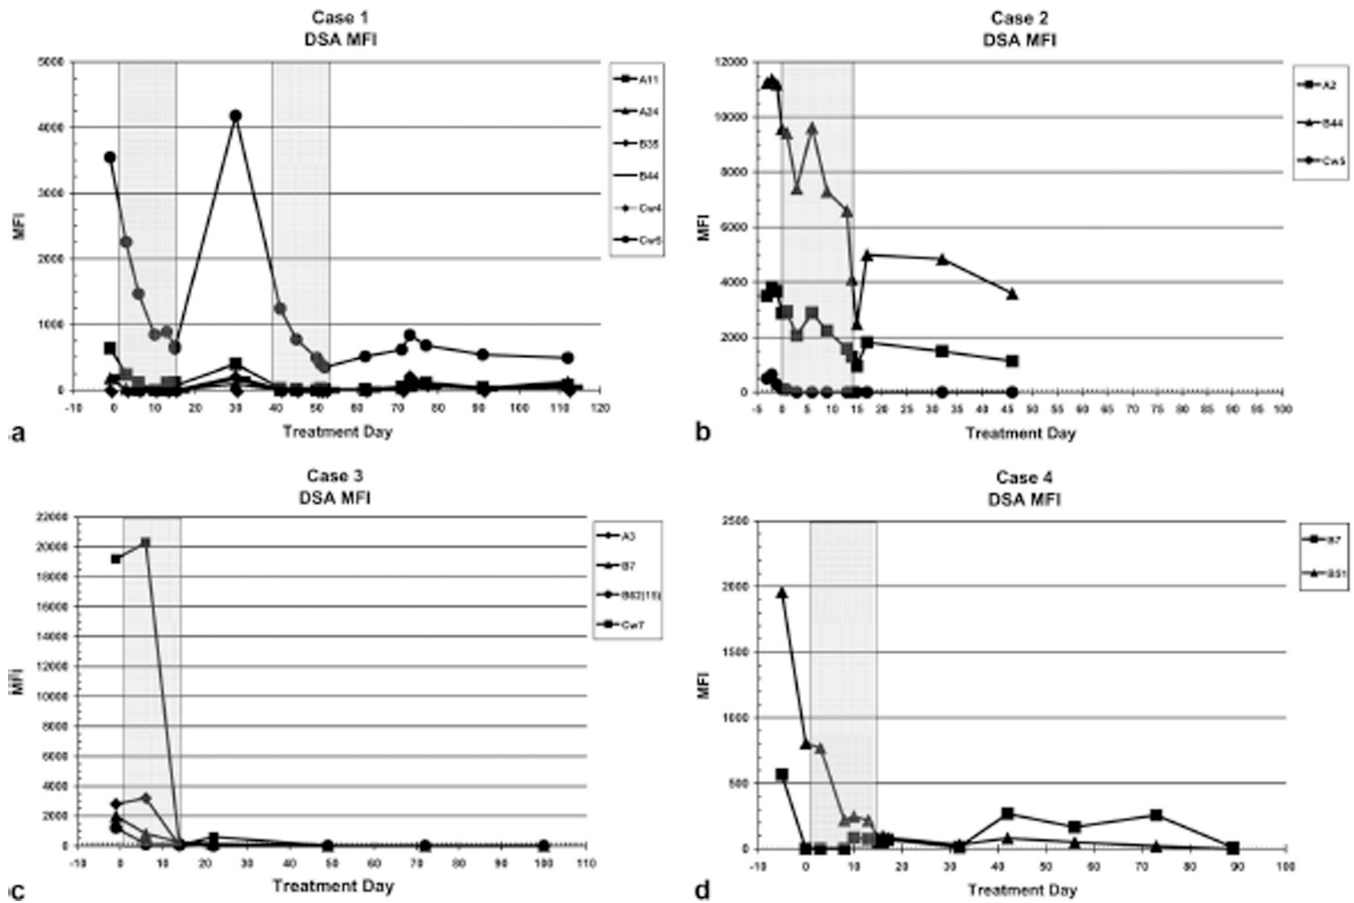 Case 1
DSA MFI
5000
4000
3000
2000
1000
0
MFI
-10 0 10 20 30 40 50 60 70 80 90 100 110 120
Treatment Day
A11
A24
B35
B44
Cw4
Cw5
a
Case 2
DSA MFI
12000
10000
8000
6000
4000
2000
0
MFI
-5 0 5 10 15 20 25 30 35 40 45 50 55 60 65 70 75 80 85 90 95 100
Treatment Day
A2
B44
Cw5
b
Case 3
DSA MFI
22000
20000
18000
16000
14000
12000
10000
8000
6000
4000
2000
0
MFI
-10 0 10 20 30 40 50 60 70 80 90 100 110
Treatment Day
A3
B7
B62(15)
Cw7
c
Case 4
DSA MFI
2500
2000
1500
1000
500
0
MFI
-10 0 10 20 30 40 50 60 70 80 90 100
Treatment Day
B7
B51
d